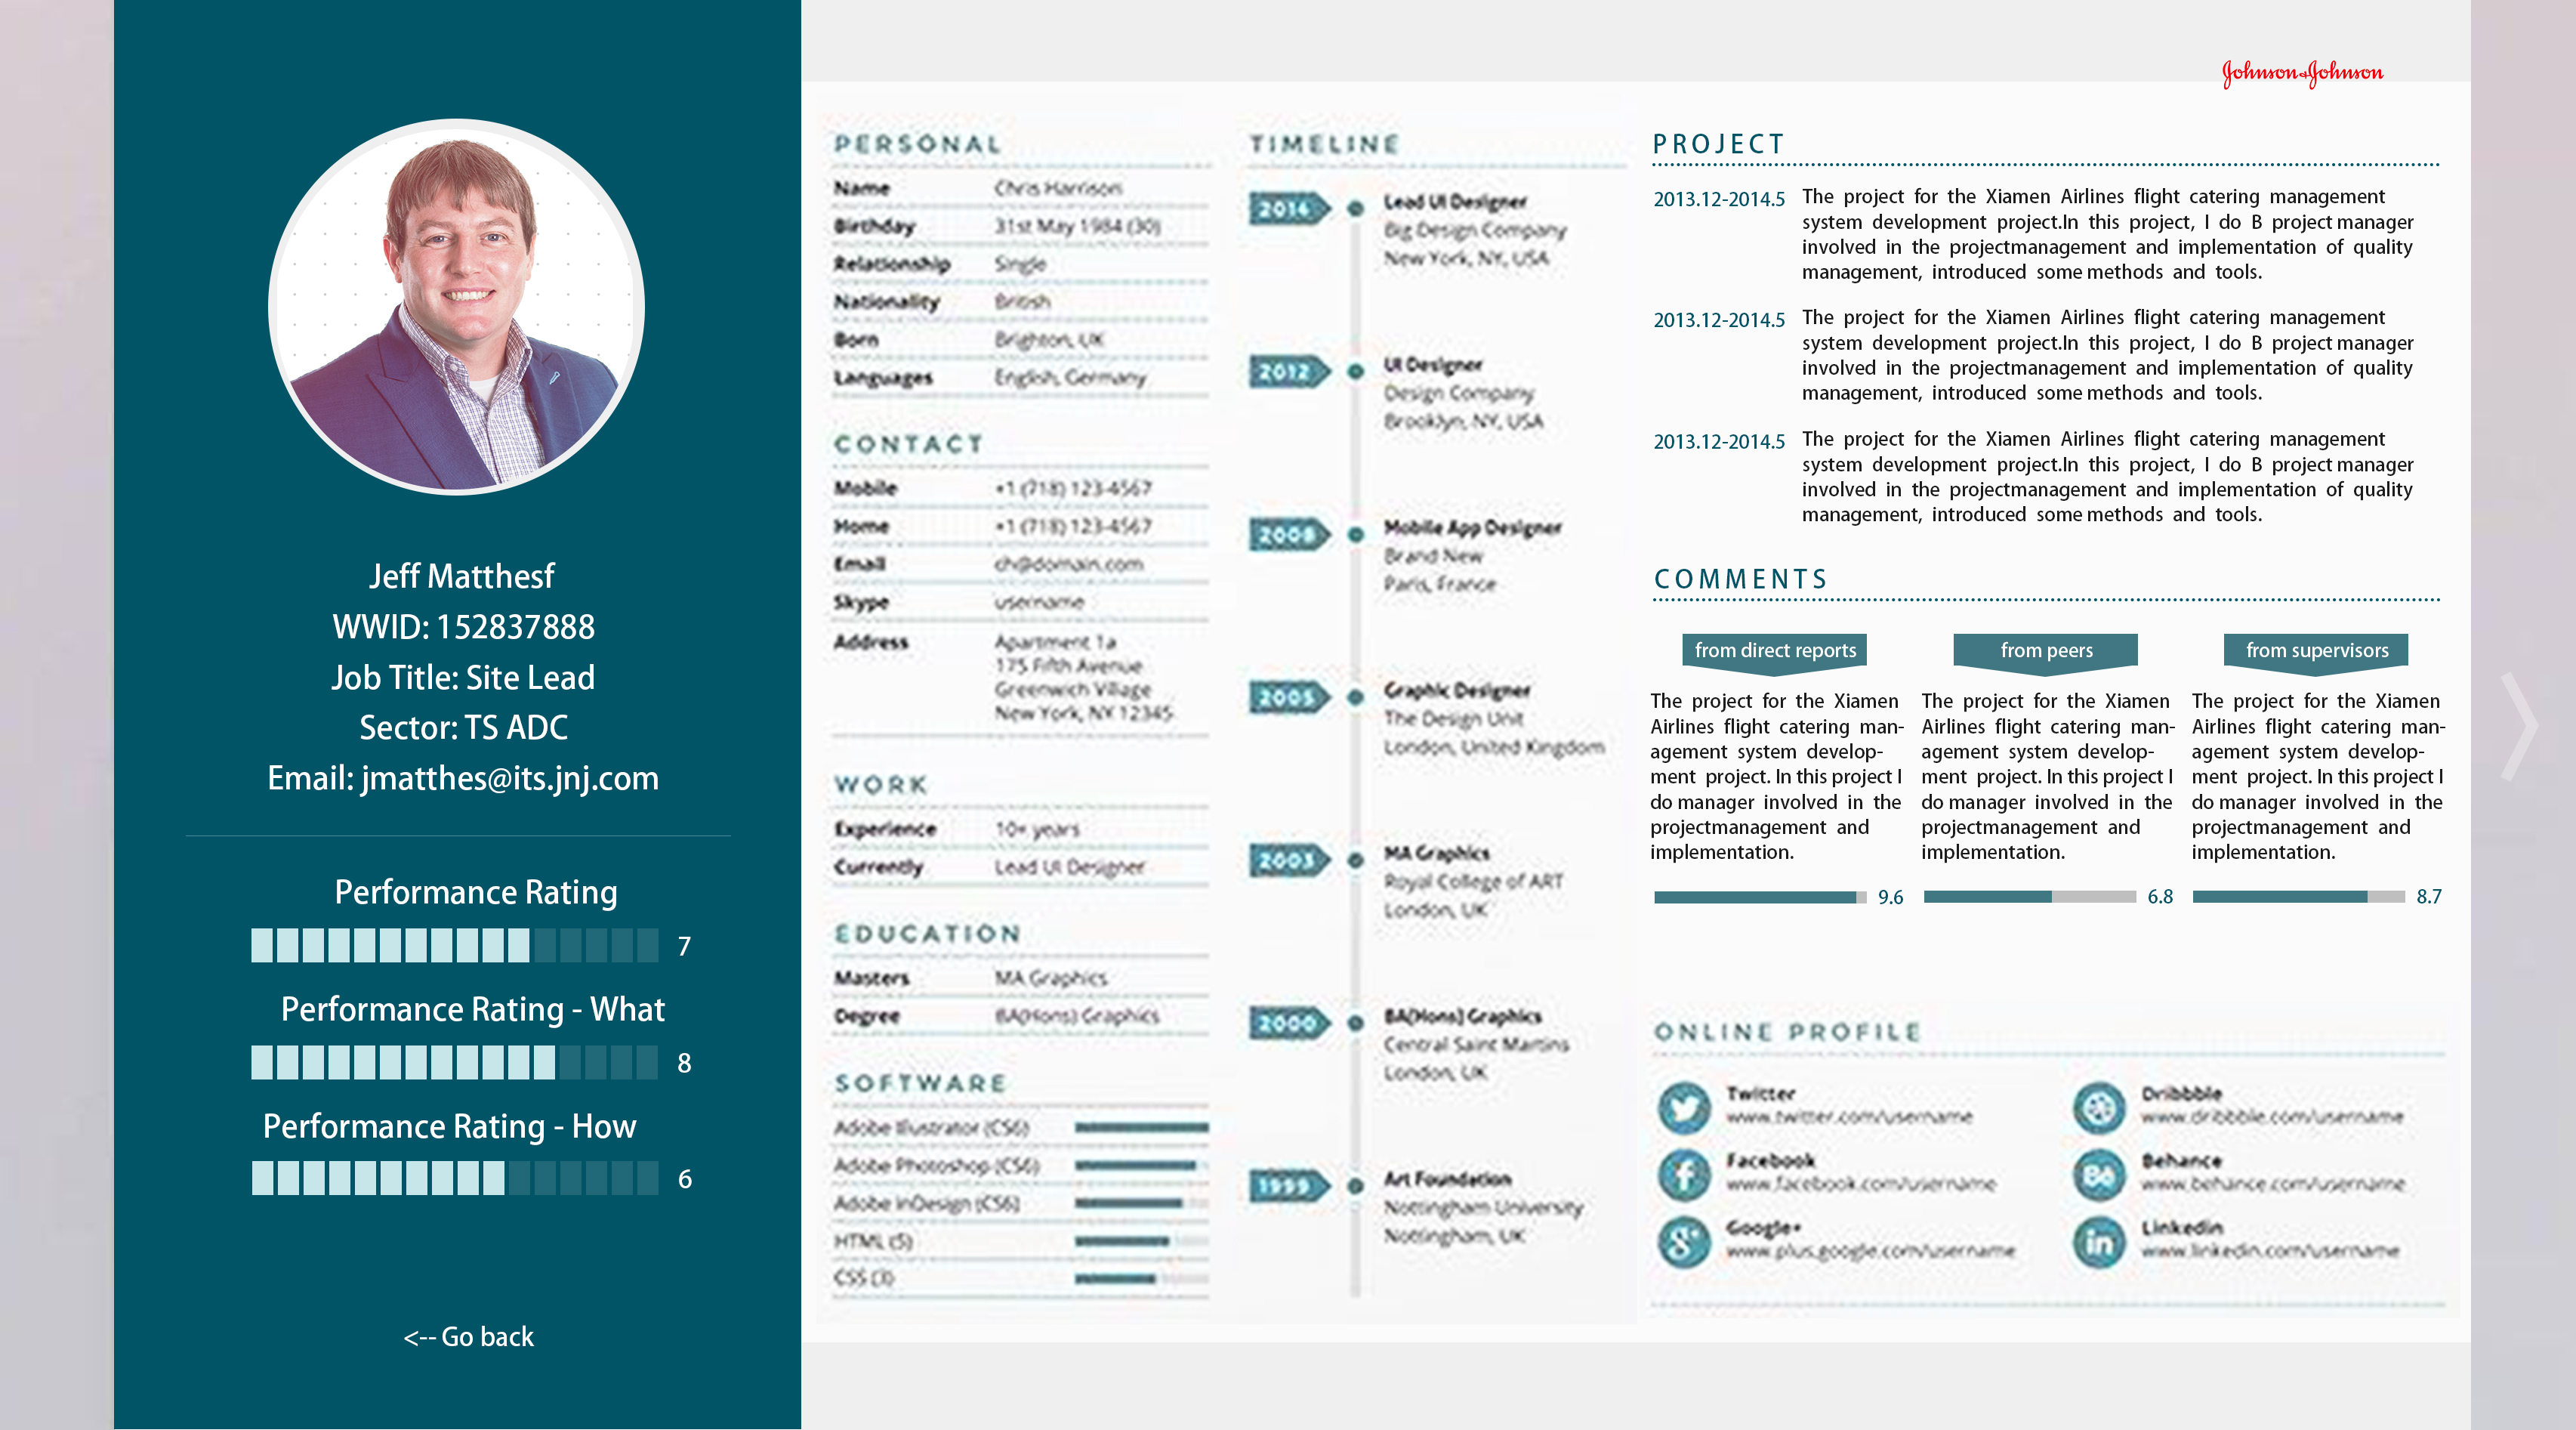 Johnson & Johnson
Jeff Matthesf
WWID: 152837888
Job Title: Site Lead
Sector: TS ADC
Email: jmatthes@its.jnj.com
Performance Rating
7
Performance Rating - What
8
Performance Rating - How
6
<-- Go back
PERSONAL
Name Chris Harrison
Birthday 31st May 1984 (30)
Relationship Single
Nationality British
Born Brighton, UK
Languages English, Germany
CONTACT
Mobile +1 (718) 123-4567
Home +1 (718) 123-4567
Email ch@domain.com
Skype username
Address Apartment 1a
175 Fifth Avenue
Greenwich Village
New York, NY 12345
WORK
Experience 10+ years
Currently Lead UI Designer
EDUCATION
Masters MA Graphics
Degree BA(Hons) Graphics
SOFTWARE
Adobe Illustrator (CS6)
Adobe Photoshop (CS6)
Adobe InDesign (CS6)
HTML (5)
CSS (3)
TIMELINE
2014 Lead UI Designer
Big Design Company
New York, NY, USA
2012 UI Designer
Design Company
Brooklyn, NY, USA
2008 Mobile App Designer
Brand New
Paris, France
2005 Graphic Designer
The Design Unit
London, United Kingdom
2003 MA Graphics
Royal College of ART
London, UK
2000 BA(Hons) Graphics
Central Saint Martins
London, UK
1999 Art Foundation
Nottingham University
Nottingham, UK
PROJECT
2013.12-2014.5 The project for the Xiamen Airlines flight catering management
system development project.In this project, I do B project manager
involved in the projectmanagement and implementation of quality
management, introduced some methods and tools.
2013.12-2014.5 The project for the Xiamen Airlines flight catering management
system development project.In this project, I do B project manager
involved in the projectmanagement and implementation of quality
management, introduced some methods and tools.
2013.12-2014.5 The project for the Xiamen Airlines flight catering management
system development project.In this project, I do B project manager
involved in the projectmanagement and implementation of quality
management, introduced some methods and tools.
COMMENTS
from direct reports
The project for the Xiamen
Airlines flight catering man-
agement system develop-
ment project. In this project I
do manager involved in the
projectmanagement and
implementation.
9.6
from peers
The project for the Xiamen
Airlines flight catering man-
agement system develop-
ment project. In this project I
do manager involved in the
projectmanagement and
implementation.
6.8
from supervisors
The project for the Xiamen
Airlines flight catering man-
agement system develop-
ment project. In this project I
do manager involved in the
projectmanagement and
implementation.
8.7
ONLINE PROFILE
Twitter
www.twitter.com/username
Facebook
www.facebook.com/username
Google+
www.plus.google.com/username
Dribbble
www.dribbble.com/username
Behance
www.behance.com/username
Linkedin
www.linkedin.com/username